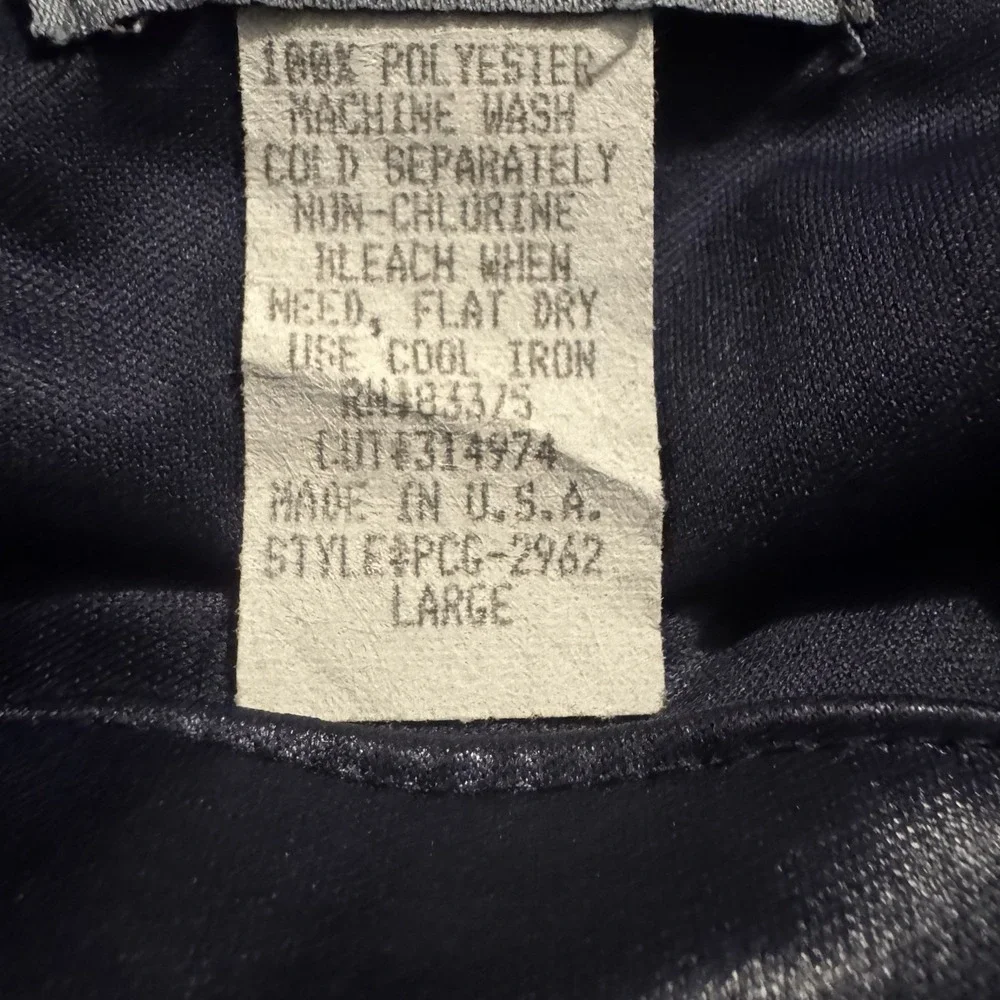 100% POLYESTER
MACHINE WASH
COLD SEPARATELY
NON-CHLORINE
BLEACH WHEN
NEED, FLAT DRY
USE COOL IRON
RN#83375
CUT#314974
MADE IN U.S.A.
STYLE#PCG-2962
LARGE